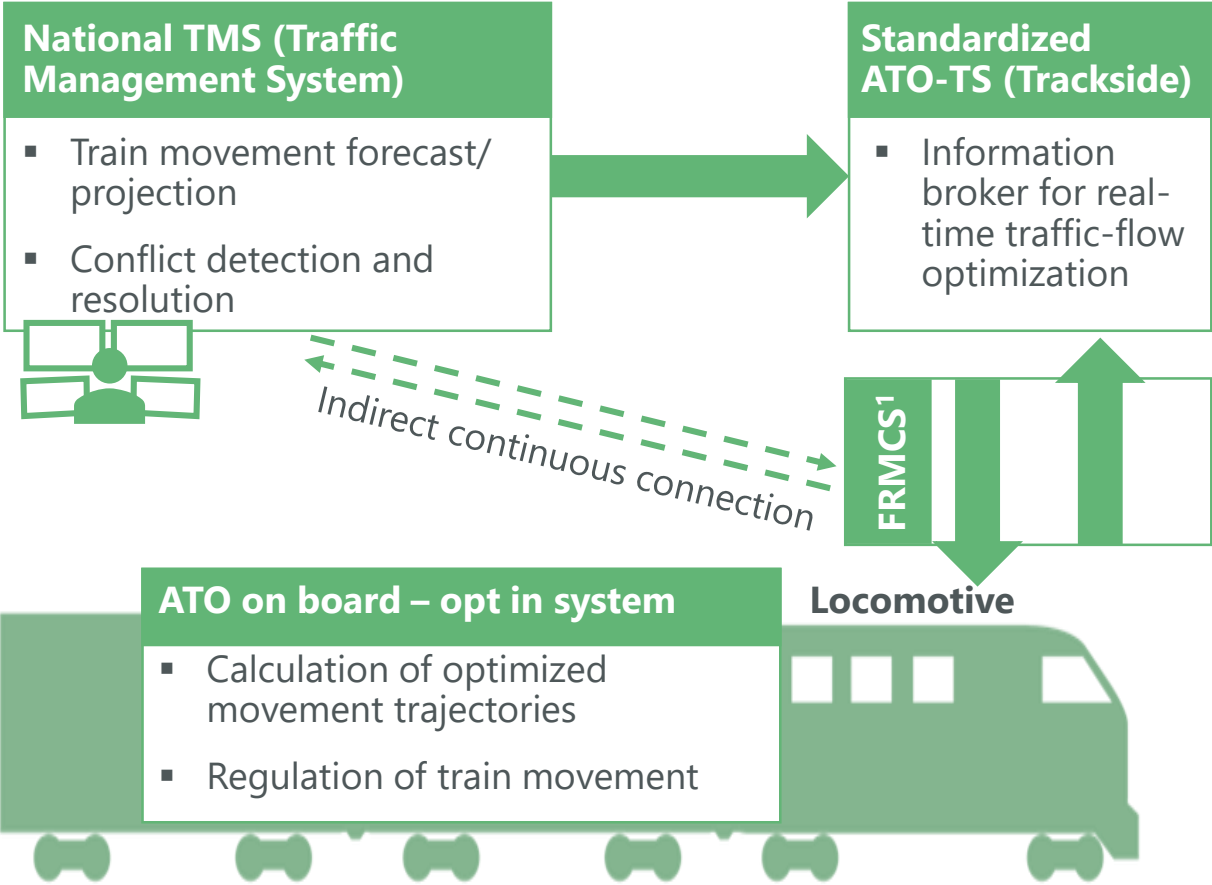 National TMS (Traffic
Management System)
▪ Train movement forecast/
projection
▪ Conflict detection and
resolution
Standardized
ATO-TS (Trackside)
▪ Information
broker for real-
time traffic-flow
optimization
Indirect continuous connection
FRMCS¹
ATO on board – opt in system
▪ Calculation of optimized
movement trajectories
▪ Regulation of train movement
Locomotive